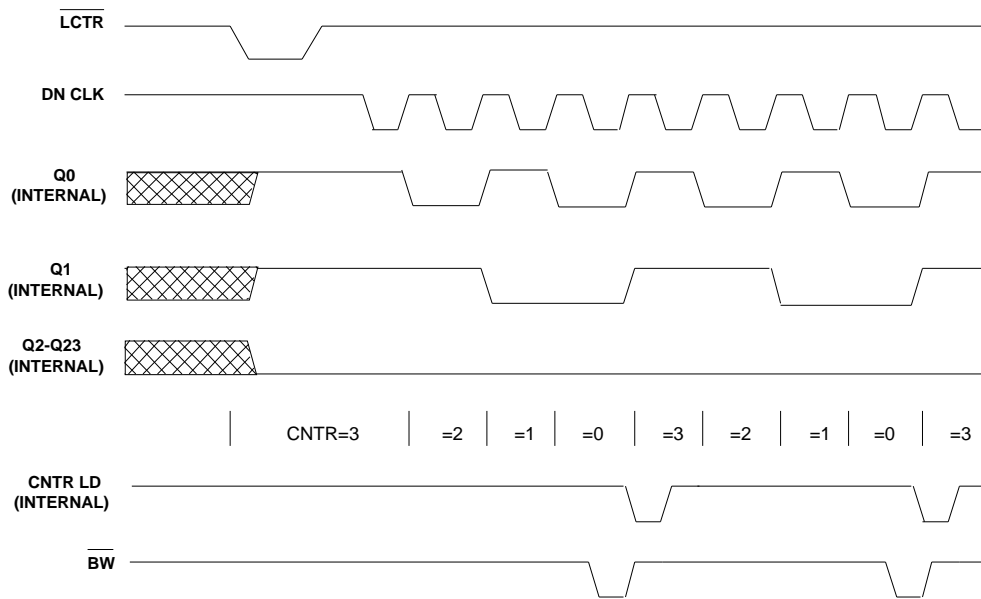 LCTR
DN CLK
Q0
(INTERNAL)
Q1
(INTERNAL)
Q2-Q23
(INTERNAL)
CNTR=3 =2 =1 =0 =3 =2 =1 =0 =3
CNTR LD
(INTERNAL)
BW